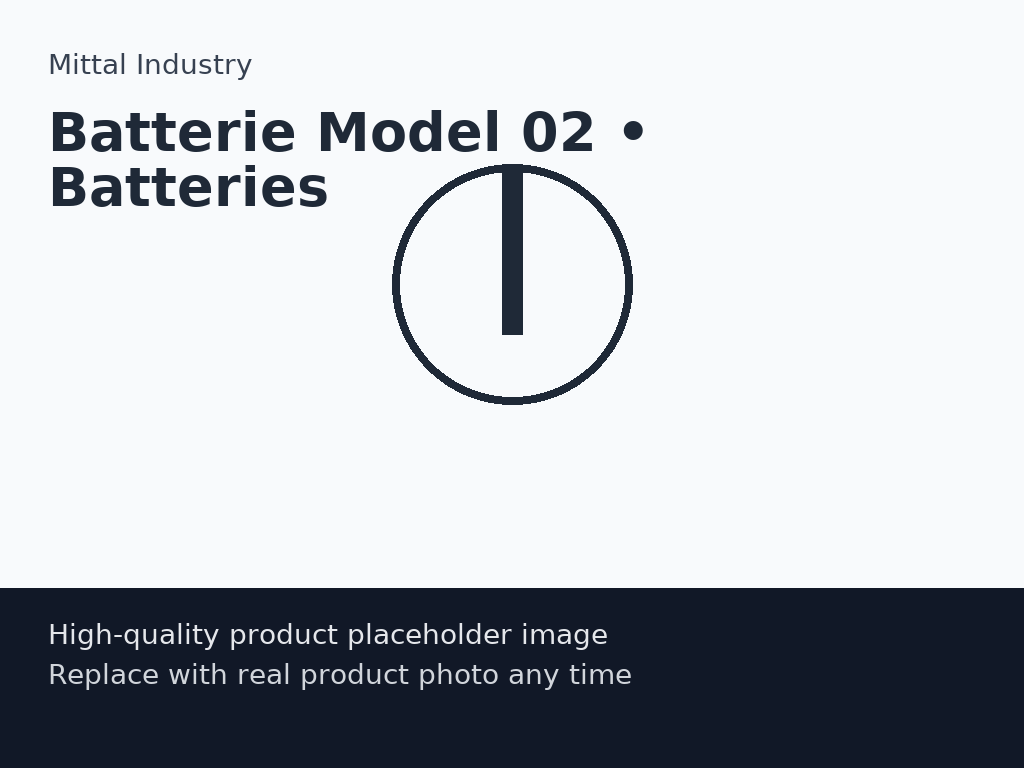 Mittal Industry
Batterie Model 02 •
Batteries
High-quality product placeholder image
Replace with real product photo any time